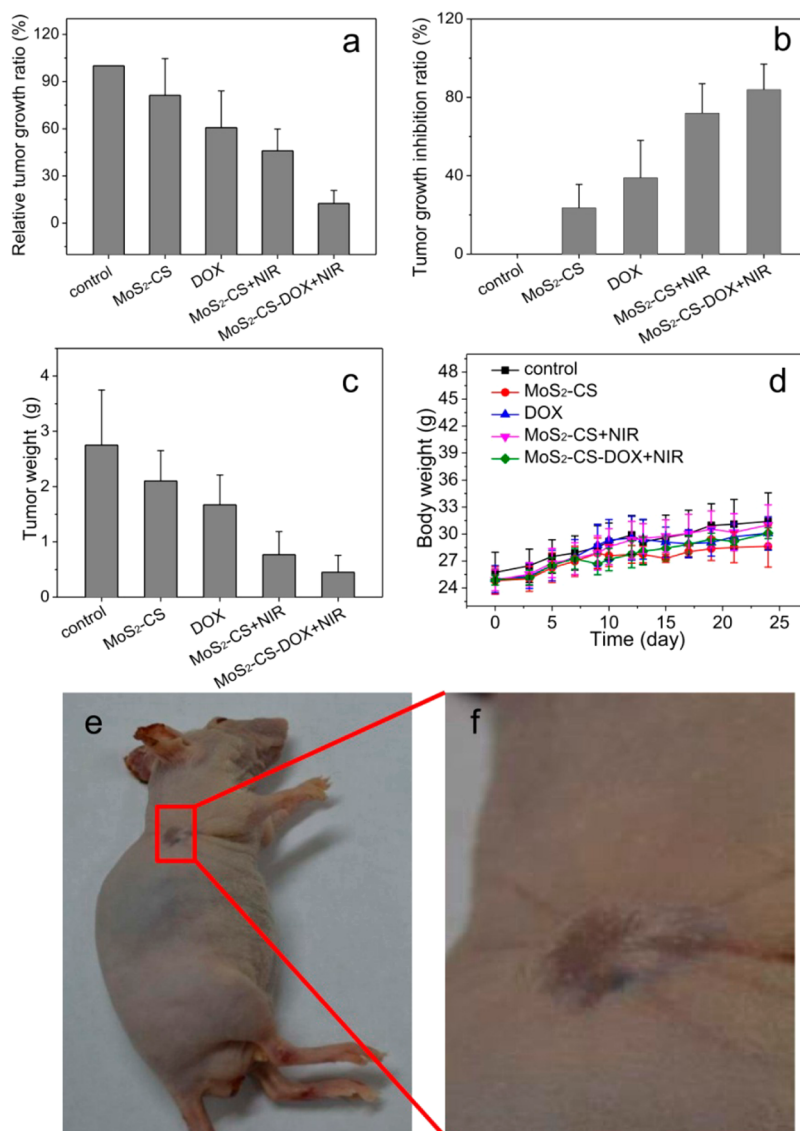 a
Relative tumor growth ratio (%)
120
90
60
30
0
control
MoS₂-CS
DOX
MoS₂-CS+NIR
MoS₂-CS-DOX+NIR
b
Tumor growth inhibition ratio (%)
120
80
40
0
control
MoS₂-CS
DOX
MoS₂-CS+NIR
MoS₂-CS-DOX+NIR
c
Tumor weight (g)
4
3
2
1
0
control
MoS₂-CS
DOX
MoS₂-CS+NIR
MoS₂-CS-DOX+NIR
d
Body weight (g)
48
45
42
39
36
33
30
27
24
control
MoS₂-CS
DOX
MoS₂-CS+NIR
MoS₂-CS-DOX+NIR
0 5 10 15 20 25
Time (day)
e
f